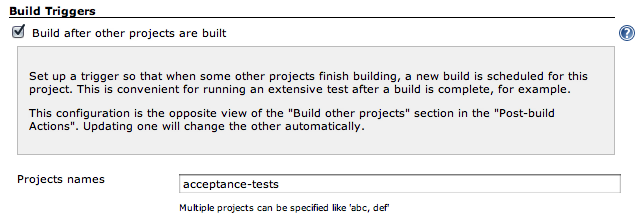 Build Triggers
Build after other projects are built
?
Set up a trigger so that when some other projects finish building, a new build is scheduled for this
project. This is convenient for running an extensive test after a build is complete, for example.
This configuration is the opposite view of the "Build other projects" section in the "Post-build
Actions". Updating one will change the other automatically.
Projects names
acceptance-tests
Multiple projects can be specified like 'abc, def'